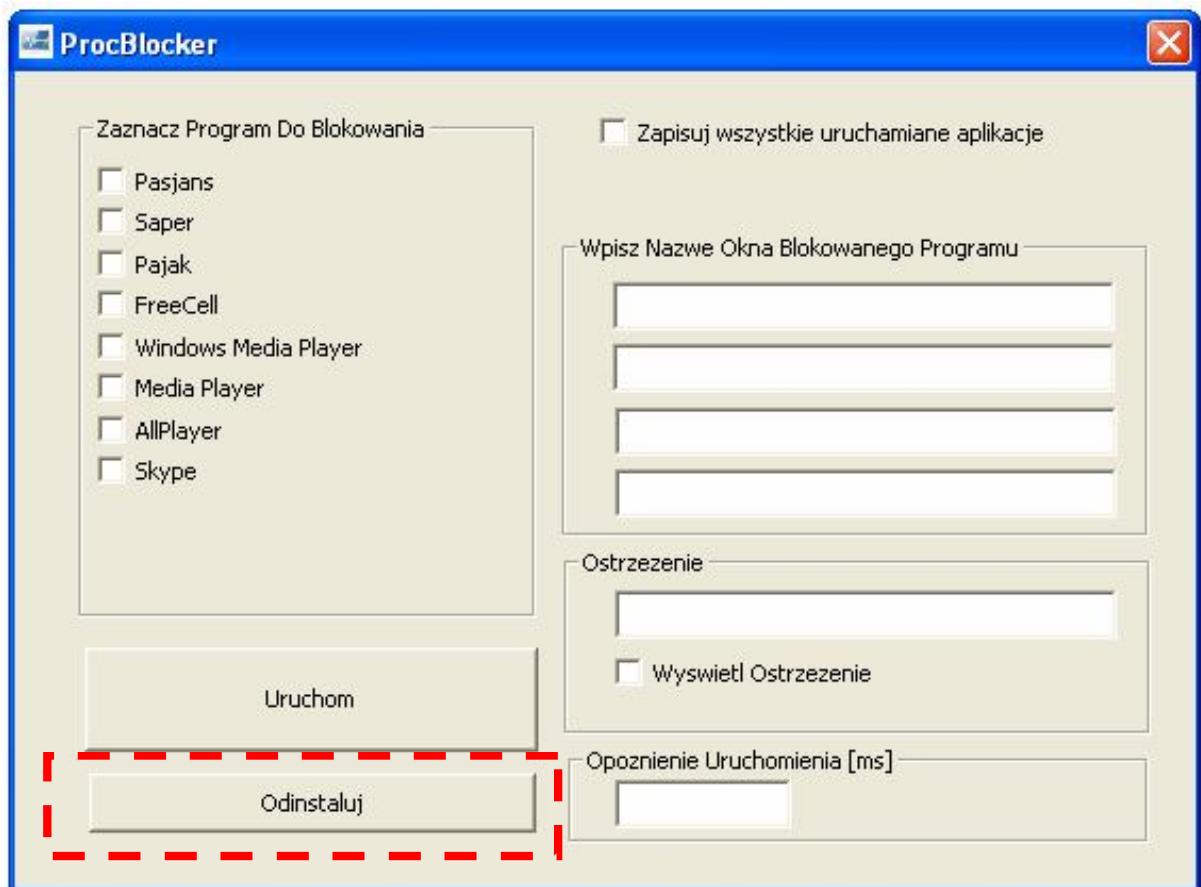 ProcBlocker
Zaznacz Program Do Blokowania
Pasjans
Saper
Pajak
FreeCell
Windows Media Player
Media Player
AllPlayer
Skype
Uruchom
Odinstaluj
Zapisuj wszystkie uruchamiane aplikacje
Wpisz Nazwe Okna Blokowanego Programu
Ostrzezenie
Wyswietl Ostrzezenie
Opoznienie Uruchomienia [ms]